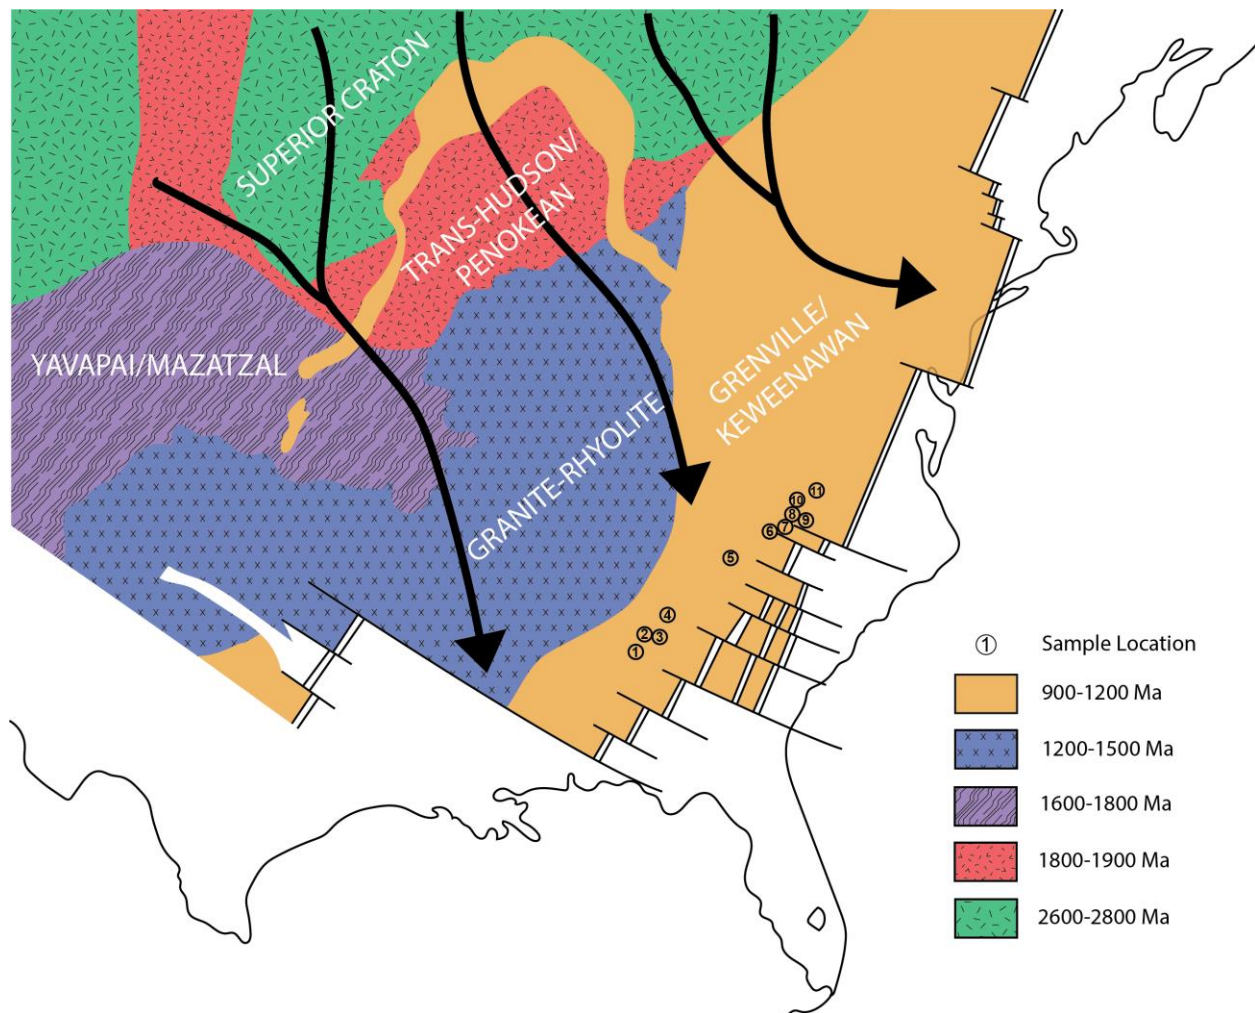 SUPERIOR CRATON
TRANS-HUDSON/
PENOKEAN
YAVAPAI/MAZATZAL
GRENVILLE/
KEWEENAWAN
GRANITE-RHYOLITE
11
10
8
9
7
6
5
4
2
3
1
1 Sample Location
900-1200 Ma
1200-1500 Ma
1600-1800 Ma
1800-1900 Ma
2600-2800 Ma